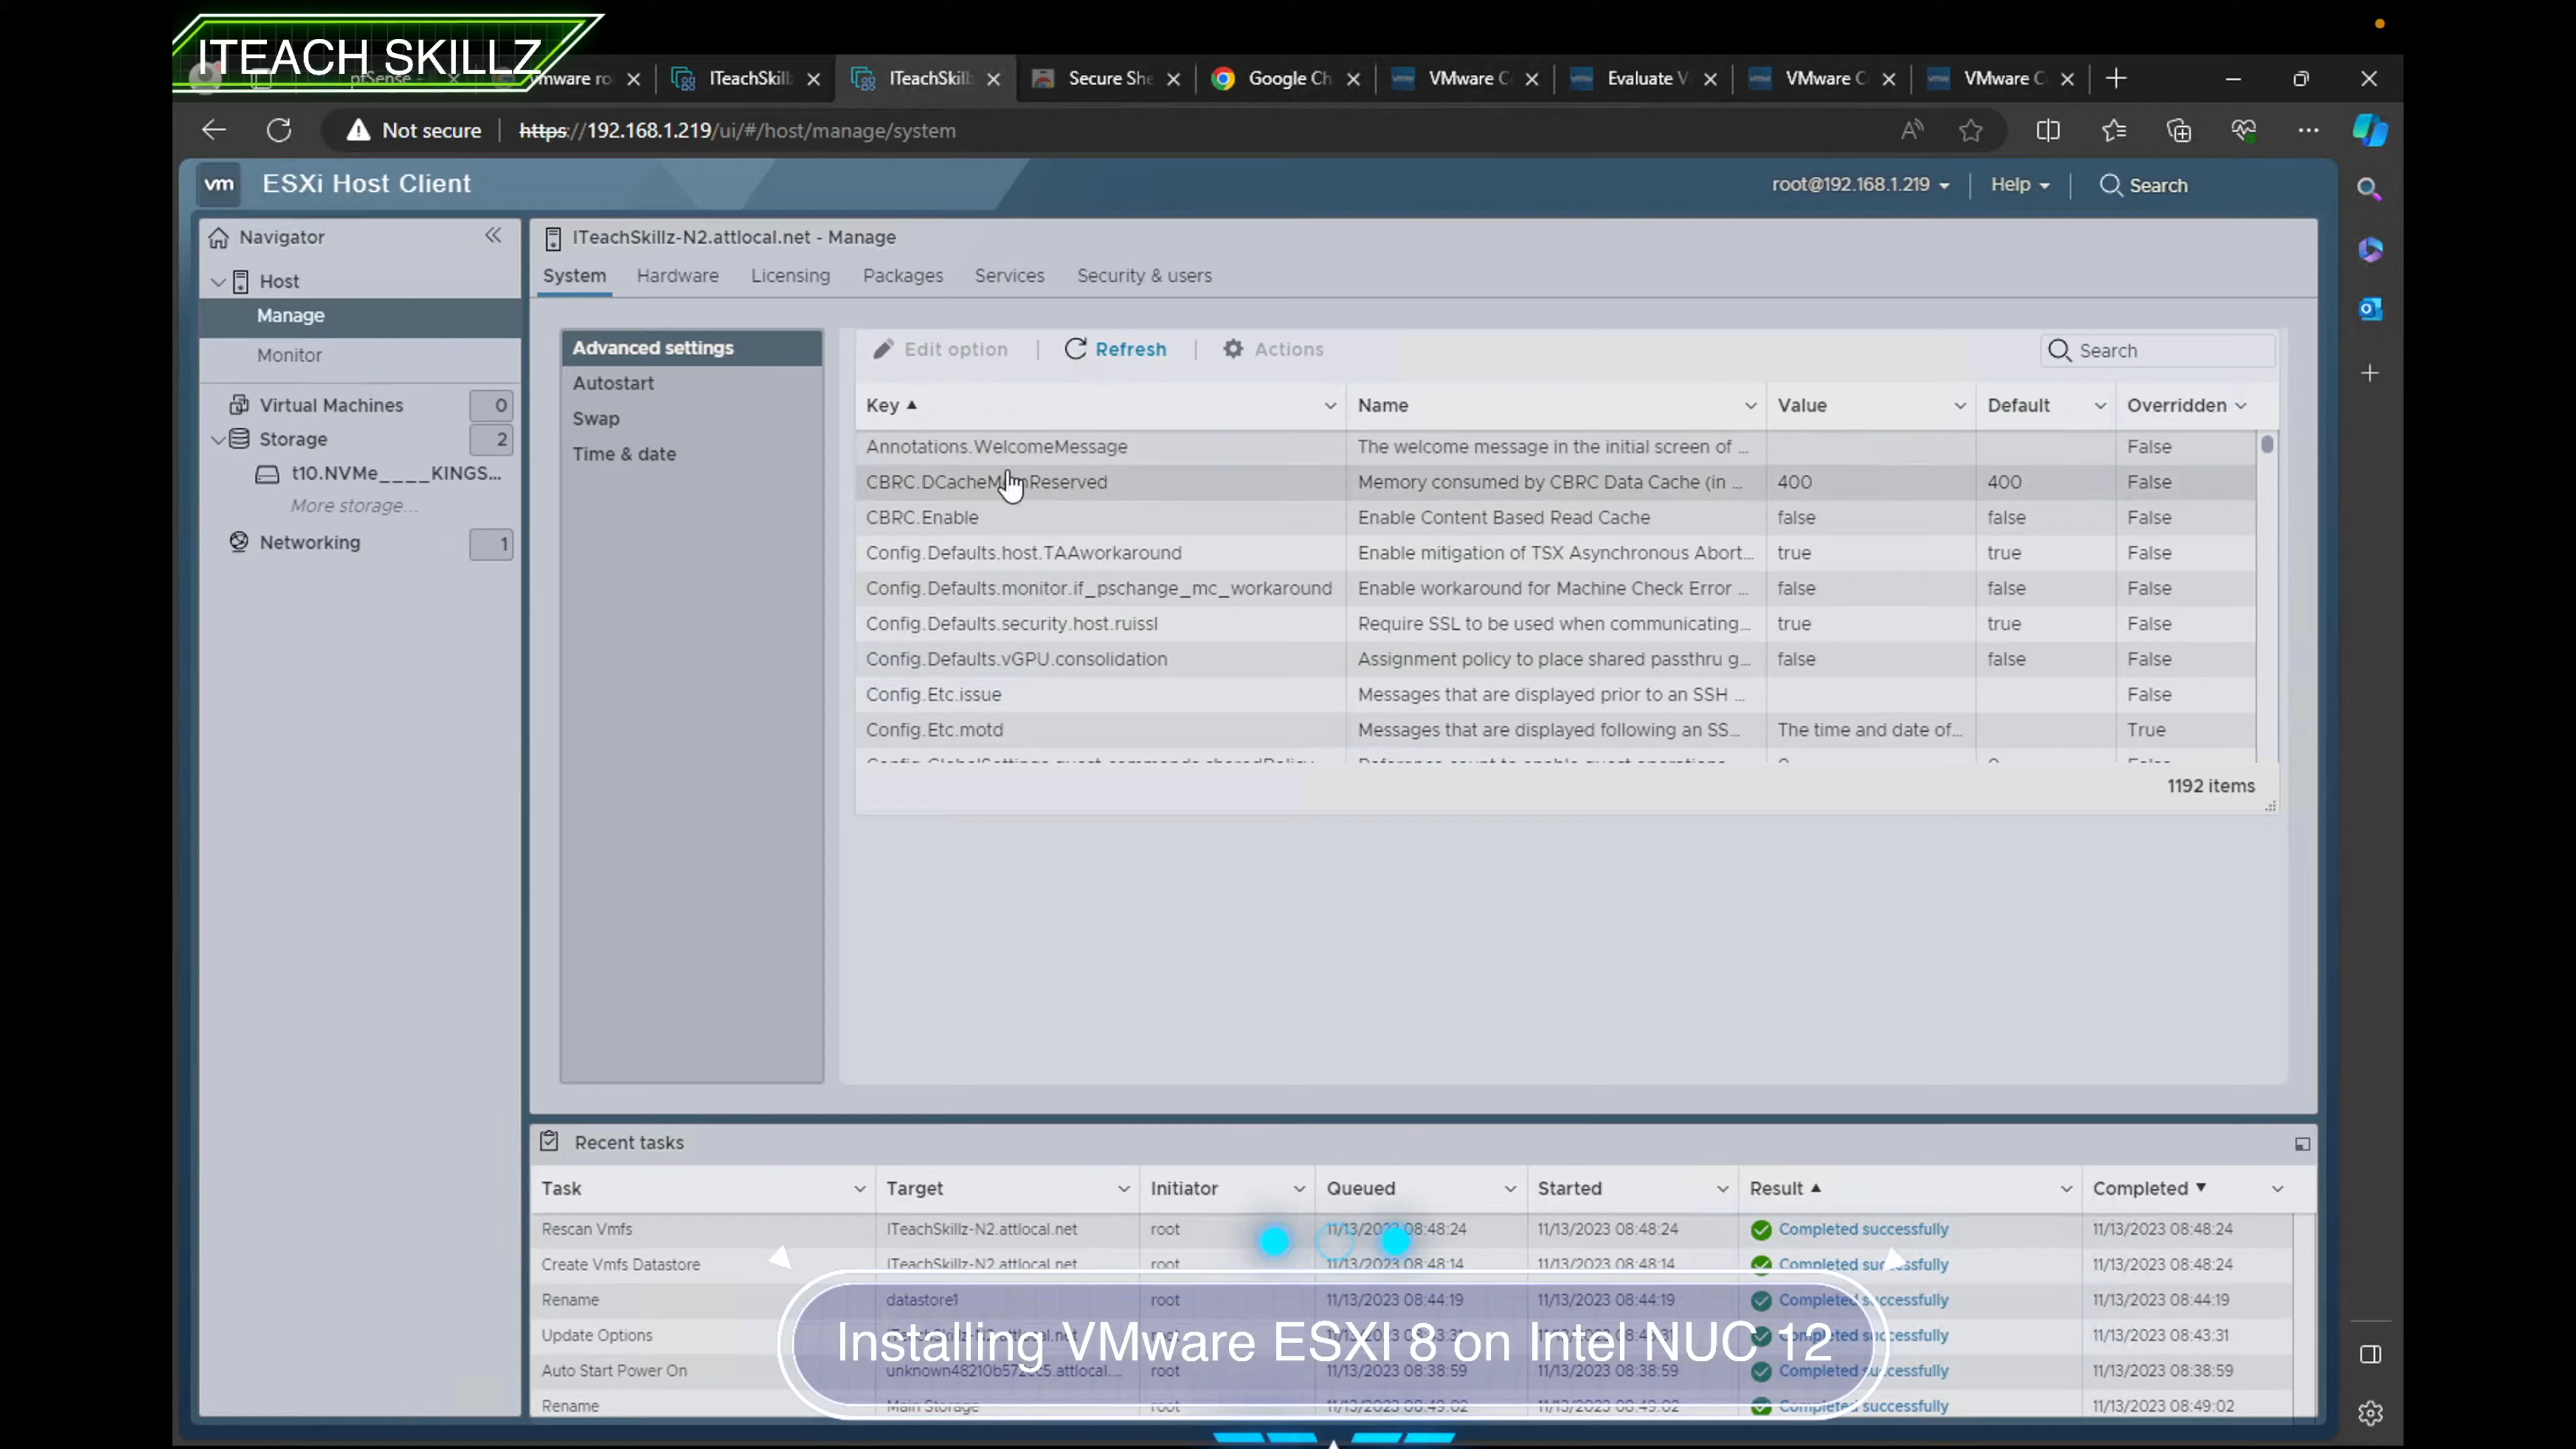 ITEACH SKILLZ
vmware ro
ITeachSkill
ITeachSkill
Secure She
Google Ch
VMware C
Evaluate V
VMware C
VMware C
Not secure
https://192.168.1.219/ui/#/host/manage/system
vm ESXi Host Client
root@192.168.1.219
Help
Search
Navigator
Host
Manage
Monitor
Virtual Machines 0
Storage 2
t10.NVMe____KINGS...
More storage...
Networking 1
ITeachSkillz-N2.attlocal.net - Manage
System Hardware Licensing Packages Services Security & users
Advanced settings
Autostart
Swap
Time & date
Edit option Refresh Actions Search
Key Name Value Default Overridden
Annotations.WelcomeMessage The welcome message in the initial screen of ... False
CBRC.DCacheMemReserved Memory consumed by CBRC Data Cache (in ... 400 400 False
CBRC.Enable Enable Content Based Read Cache false false False
Config.Defaults.host.TAAworkaround Enable mitigation of TSX Asynchronous Abort... true true False
Config.Defaults.monitor.if_pschange_mc_workaround Enable workaround for Machine Check Error ... false false False
Config.Defaults.security.host.ruissl Require SSL to be used when communicating... true true False
Config.Defaults.vGPU.consolidation Assignment policy to place shared passthru g... false false False
Config.Etc.issue Messages that are displayed prior to an SSH ... False
Config.Etc.motd Messages that are displayed following an SS... The time and date of... True
1192 items
Recent tasks
Task Target Initiator Queued Started Result Completed
Rescan Vmfs ITeachSkillz-N2.attlocal.net root 11/13/2023 08:48:24 11/13/2023 08:48:24 Completed successfully 11/13/2023 08:48:24
Create Vmfs Datastore ITeachSkillz-N2.attlocal.net root 11/13/2023 08:48:14 11/13/2023 08:48:14 Completed successfully 11/13/2023 08:48:24
Rename datastore1 root 11/13/2023 08:44:19 11/13/2023 08:44:19 Completed successfully 11/13/2023 08:44:19
Update Options ITeachSkillz-N2.attlocal.net root Completed successfully 11/13/2023 08:43:31
Auto Start Power On root 11/13/2023 08:38:59 11/13/2023 08:38:59 Completed successfully 11/13/2023 08:38:59
Rename Main Storage root 11/13/2023 08:49:02 11/13/2023 08:49:02 Completed successfully 11/13/2023 08:49:02
Installing VMware ESXI 8 on Intel NUC 12